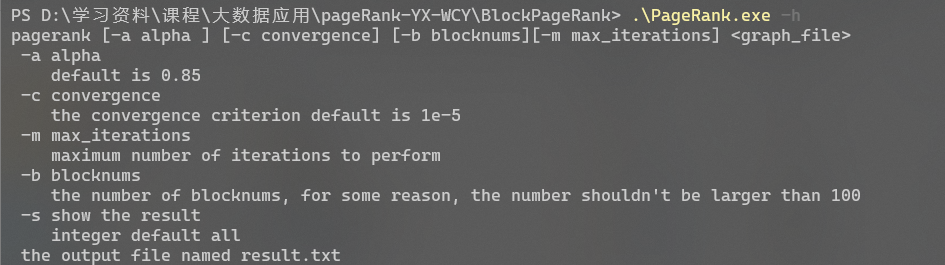 PS D:\学习资料\课程\大数据应用\pageRank-YX-WCY\BlockPageRank> .\PageRank.exe -h
pagerank [-a alpha ] [-c convergence] [-b blocknums][-m max_iterations] <graph_file>
 -a alpha
    default is 0.85
 -c convergence
    the convergence criterion default is 1e-5
 -m max_iterations
    maximum number of iterations to perform
 -b blocknums
    the number of blocknums, for some reason, the number shouldn't be larger than 100
 -s show the result
    integer default all
 the output file named result.txt